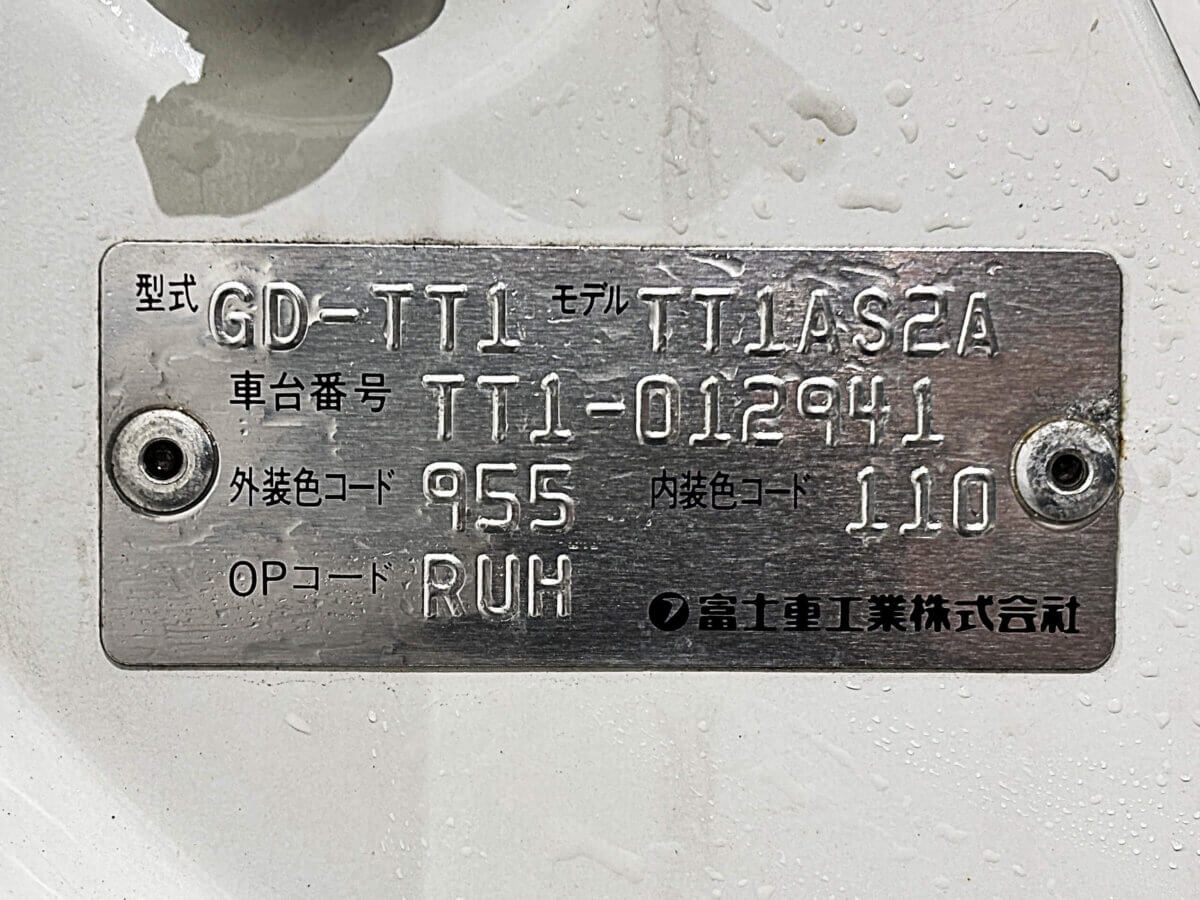 型式 GD-TT1 モデル TT1AS2A
車台番号 TT1-012941
外装色コード 955 内装色コード 110
OPコード RUH
富士重工業株式会社